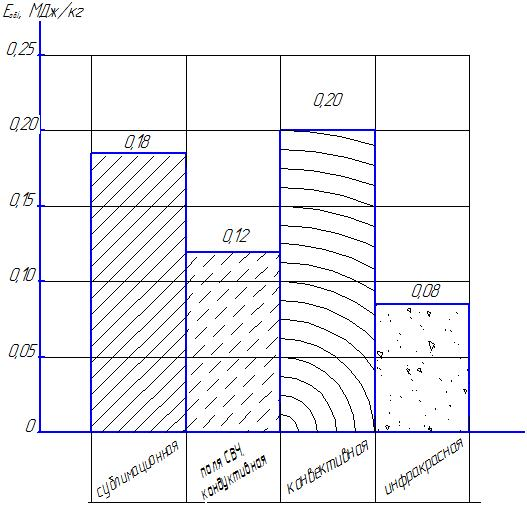 Eоб, МДж/кг
0,25
0,20
0,20
0,18
0,15
0,12
0,10
0,08
0,05
0
сублимационная
поля СВЧ,
кондуктивная
конвективная
инфракрасная